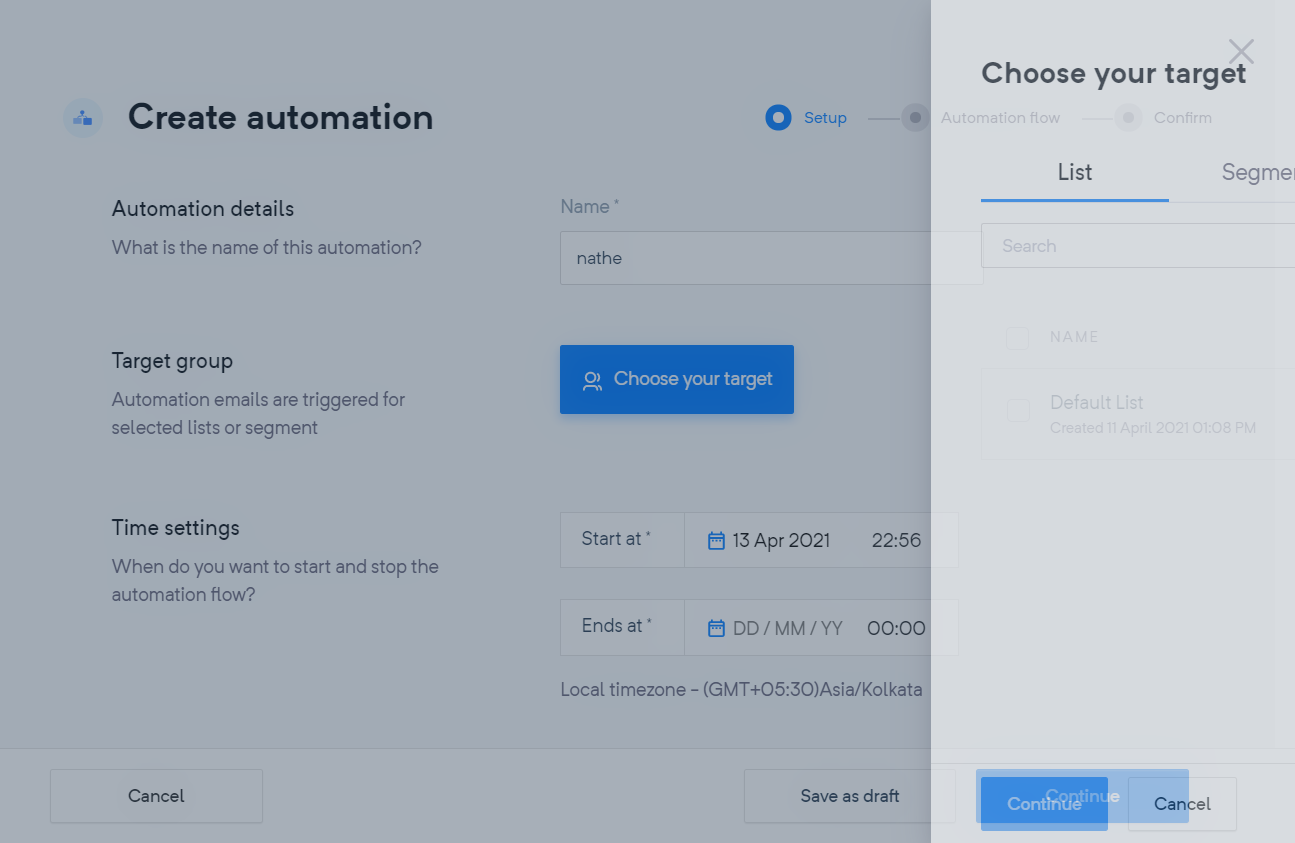 Choose your target
Create automation
Setup
Automation flow
Confirm
List
Automation details
Name *
What is the name of this automation?
nathe
Search
NAME
Target group
Choose your target
Automation emails are triggered for
selected lists or segment
Default List
Created 11 April 2021 01:08 PM
Time settings
Start at *
13 Apr 2021
22:56
When do you want to start and stop the
automation flow?
Ends at *
DD / MM / YY
00:00
Local timezone - (GMT+05:30)Asia/Kolkata
Cancel
Save as draft
Continue
Continue
Cancel